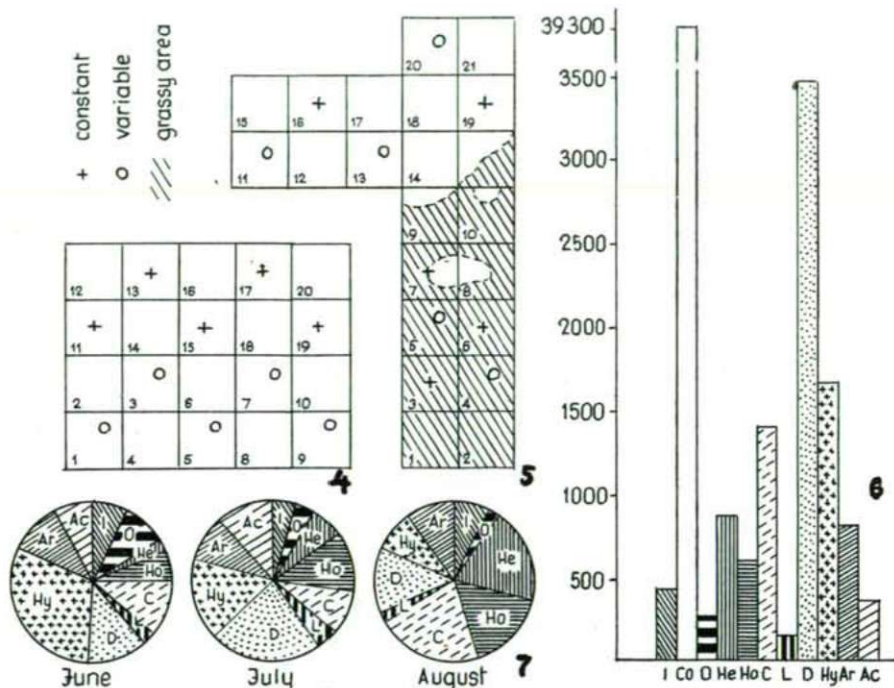 + constant
o variable
grassy area
20 21
15 16 17 18 19
11 12 13 14
9 10
7 8
5 6
3 4
1 2
5
12 13 16 17 20
11 14 15 18 19
2 3 6 7 10
1 4 5 8 9
4
39300
3500
3000
2500
2000
1500
1000
500
I Co O He Ho C L D Hy Ar Ac
6
I O He Ho C L D Hy Ar Ac
June
I O He Ho C L D Hy Ar Ac
July
I O He Ho C L D Hy Ar
August
7